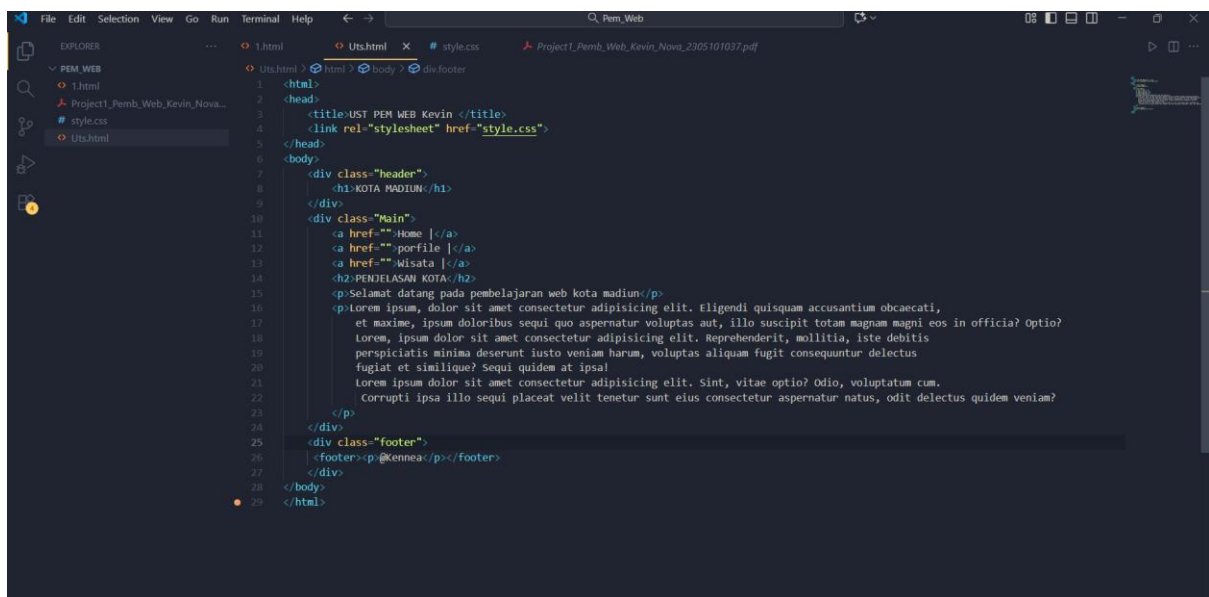 File Edit Selection View Go Run Terminal Help
Pem_Web
EXPLORER
PEM_WEB
1.html
Project1_Pemb_Web_Kevin_Nova...
style.css
Uts.html
1.html
Uts.html
style.css
Project1_Pemb_Web_Kevin_Nova_2305101037.pdf
Uts.html > html > body > div.footer
1 <html>
2 <head>
3 <title>UST PEM WEB Kevin </title>
4 <link rel="stylesheet" href="style.css">
5 </head>
6 <body>
7 <div class="header">
8 <h1>KOTA MADIUN</h1>
9 </div>
10 <div class="Main">
11 <a href="">Home |</a>
12 <a href="">porfile |</a>
13 <a href="">Wisata |</a>
14 <h2>PENJELASAN KOTA</h2>
15 <p>Selamat datang pada pembelajaran web kota madiun</p>
16 <p>Lorem ipsum, dolor sit amet consectetur adipisicing elit. Eligendi quisquam accusantium obcaecati,
17 et maxime, ipsum doloribus sequi quo aspernatur voluptas aut, illo suscipit totam magnam magni eos in officia? Optio?
18 Lorem, ipsum dolor sit amet consectetur adipisicing elit. Reprehenderit, mollitia, iste debitis
19 perspiciatis minima deserunt iusto veniam harum, voluptas aliquam fugit consequuntur delectus
20 fugiat et similique? Sequi quidem at ipsa!
21 Lorem ipsum dolor sit amet consectetur adipisicing elit. Sint, vitae optio? Odio, voluptatum cum.
22 Corrupti ipsa illo sequi placeat velit tenetur sunt eius consectetur aspernatur natus, odit delectus quidem veniam?
23 </p>
24 </div>
25 <div class="footer">
26 <footer><p>@Kennea</p></footer>
27 </div>
28 </body>
29 </html>
4